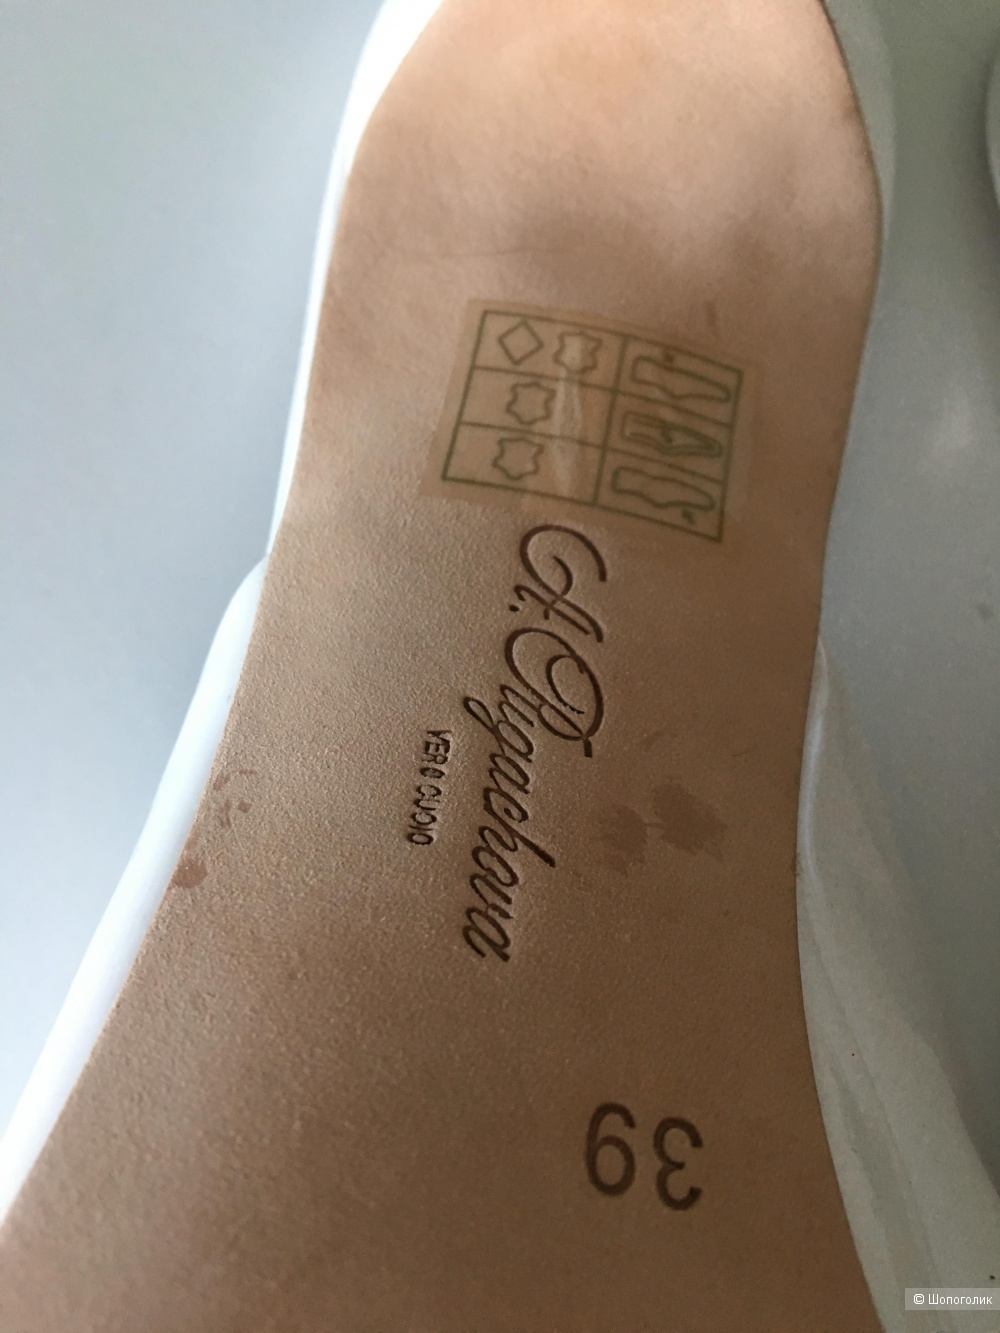 A. Pugachova
VERO CUOIO
39
© Шопоголик